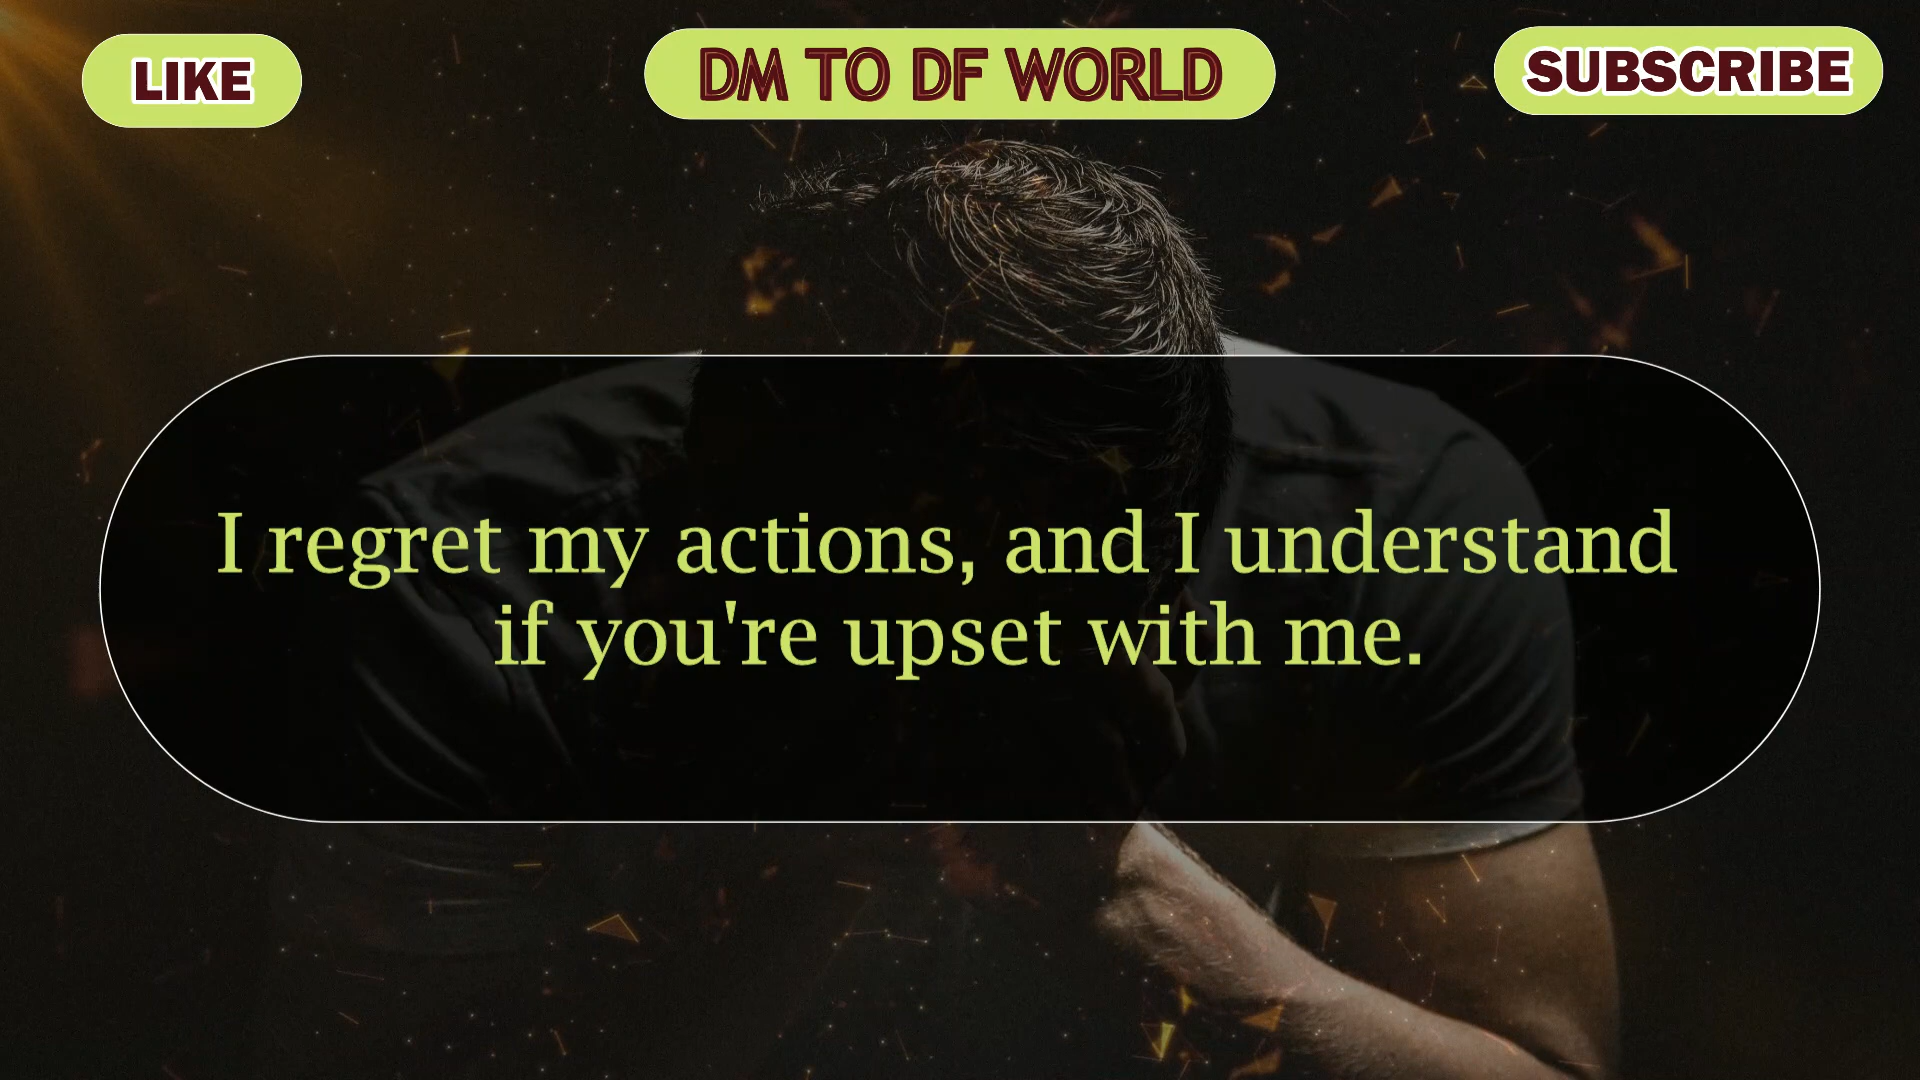 LIKE
DM TO DF WORLD
SUBSCRIBE
I regret my actions, and I understand
if you're upset with me.